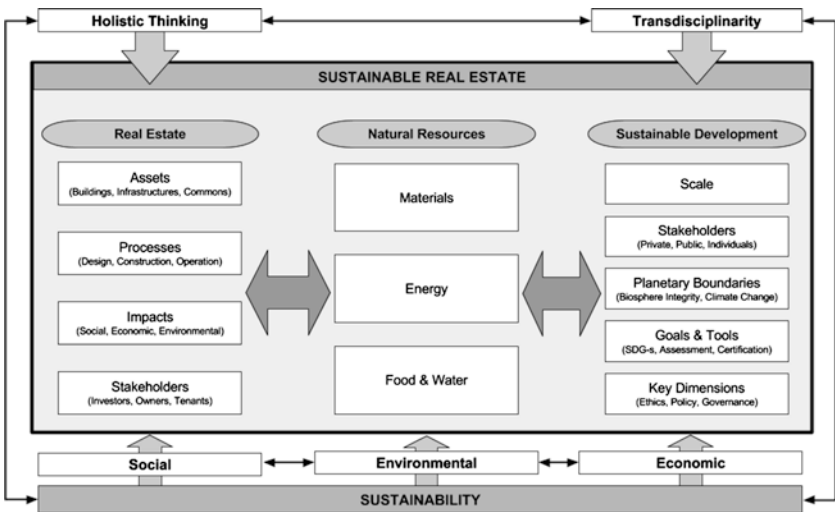 Holistic Thinking
Transdisciplinarity
SUSTAINABLE REAL ESTATE
Real Estate
Assets
(Buildings, Infrastructures, Commons)
Processes
(Design, Construction, Operation)
Impacts
(Social, Economic, Environmental)
Stakeholders
(Investors, Owners, Tenants)
Natural Resources
Materials
Energy
Food & Water
Sustainable Development
Scale
Stakeholders
(Private, Public, Individuals)
Planetary Boundaries
(Biosphere Integrity, Climate Change)
Goals & Tools
(SDG-s, Assessment, Certification)
Key Dimensions
(Ethics, Policy, Governance)
Social
Environmental
Economic
SUSTAINABILITY